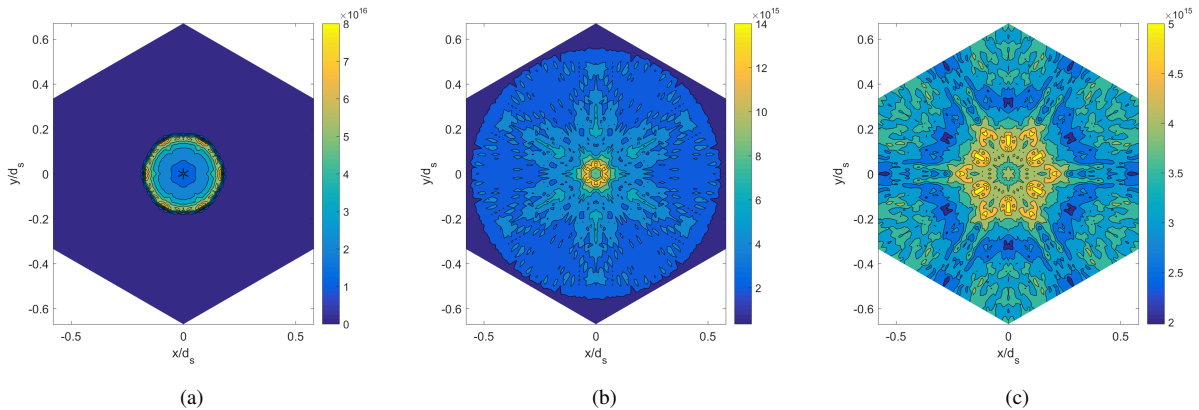 ×10^16
×10^15
×10^15
0.6 8 0.6 14 0.6 5
7
0.4 0.4 12 0.4 4.5
6
0.2 0.2 10 0.2 4
5
y/d_s 0 4 y/d_s 0 8 y/d_s 0 3.5
3
-0.2 -0.2 6 -0.2 3
2
-0.4 -0.4 4 -0.4 2.5
1
-0.6 0 -0.6 2 -0.6 2
-0.5 0 0.5 -0.5 0 0.5 -0.5 0 0.5
x/d_s x/d_s x/d_s
(a) (b) (c)